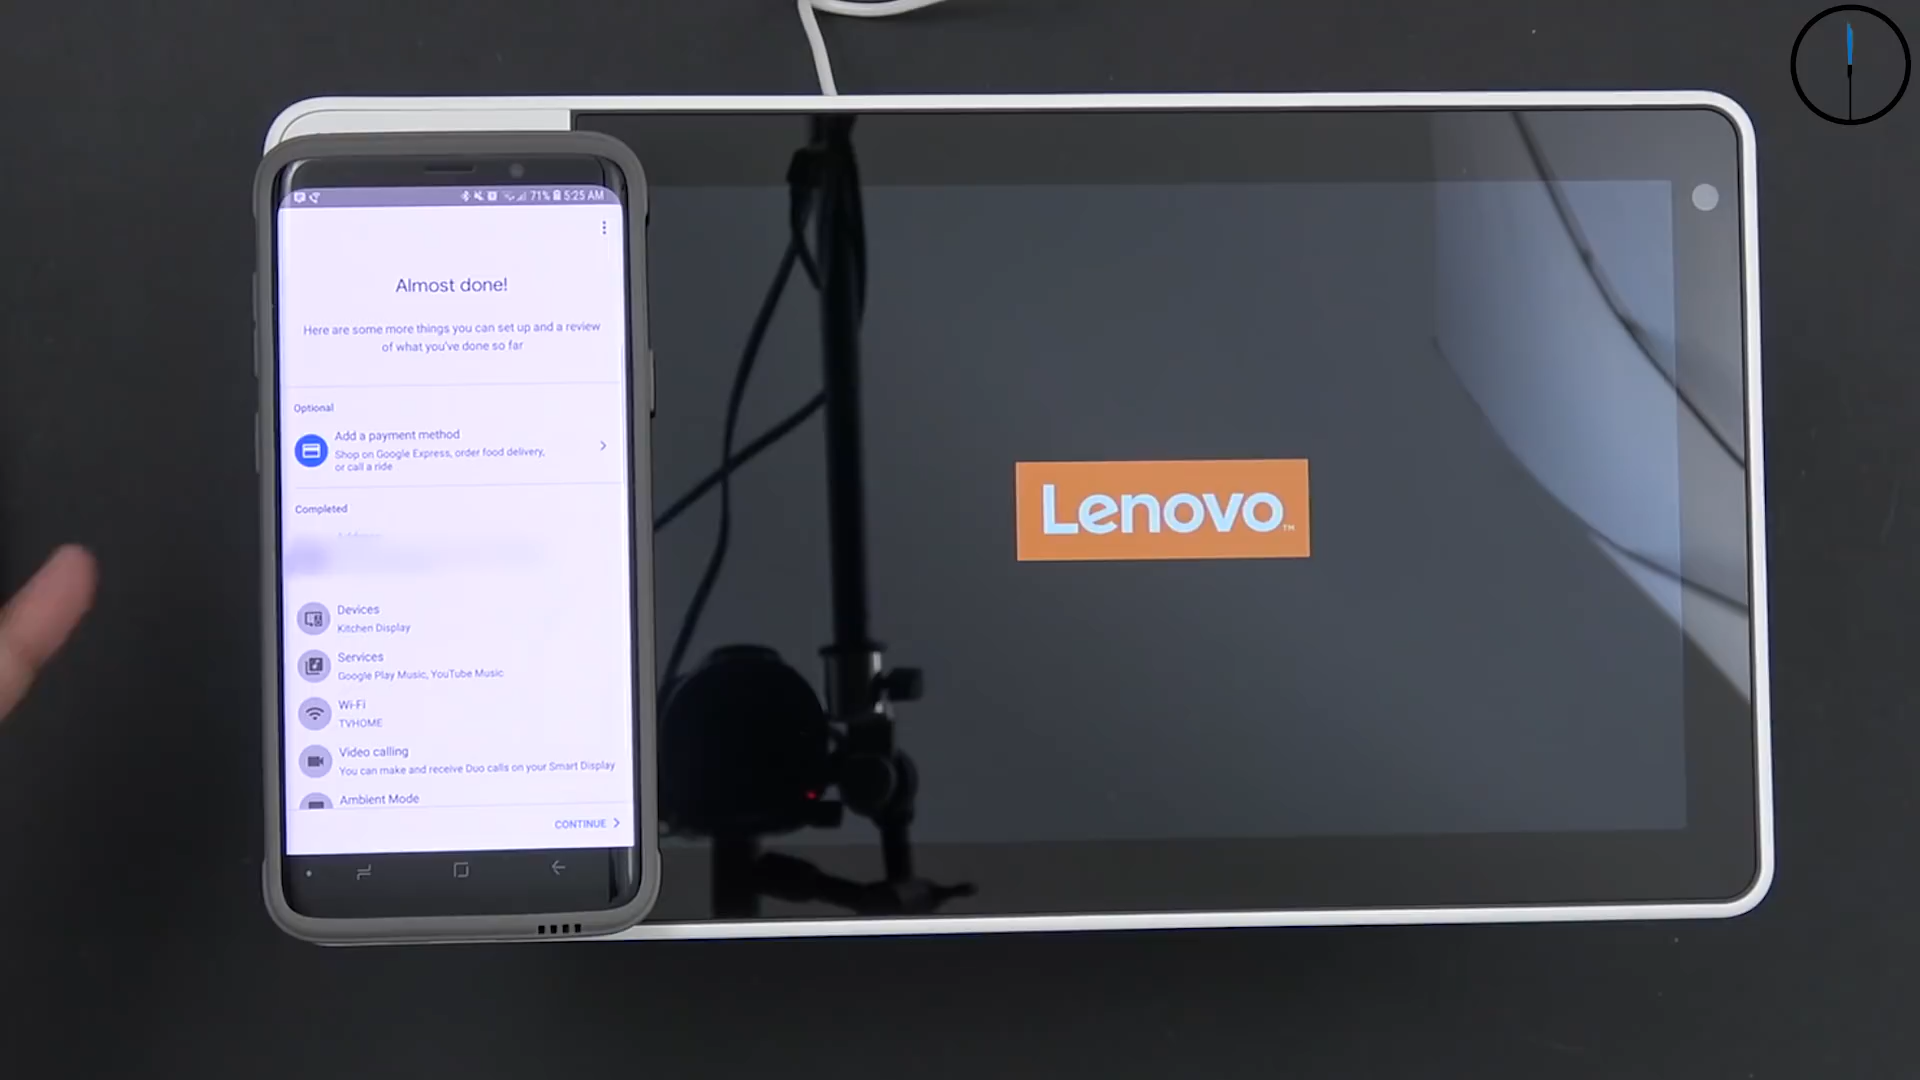 71% 5:25 AM
Almost done!
Here are some more things you can set up and a review
of what you've done so far
Optional
Add a payment method
Shop on Google Express, order food delivery,
or call a ride
Completed
Address
Devices
Kitchen Display
Services
Google Play Music, YouTube Music
Wi-Fi
TVHOME
Video calling
You can make and receive Duo calls on your Smart Display
Ambient Mode
CONTINUE
Lenovo™